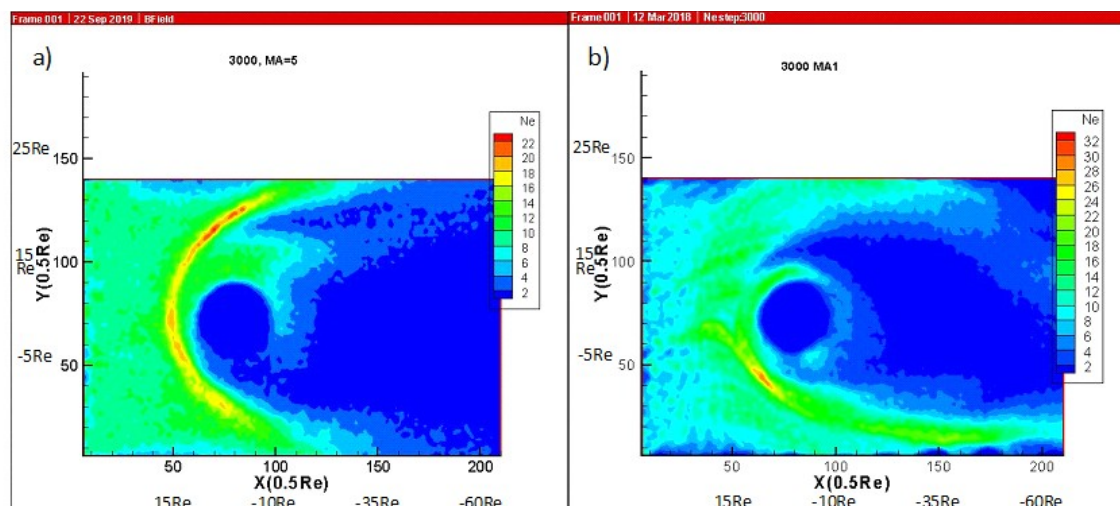 Frame 001 | 22 Sep 2019 | BField
a)
3000, MA=5
Ne
22
20
18
16
14
12
10
8
6
4
2
25Re
150
15
Re
100
-5Re
50
Y(0.5Re)
50
100
150
200
X(0.5Re)
15Re
-10Re
-35Re
-60Re
Frame 001 | 12 Mar 2018 | Nestep:3000
b)
3000 MA1
Ne
32
30
28
26
24
22
20
18
16
14
12
10
8
6
4
2
25Re
150
15
Re
100
-5Re
50
Y(0.5Re)
50
100
150
200
X(0.5Re)
15Re
-10Re
-35Re
-60Re